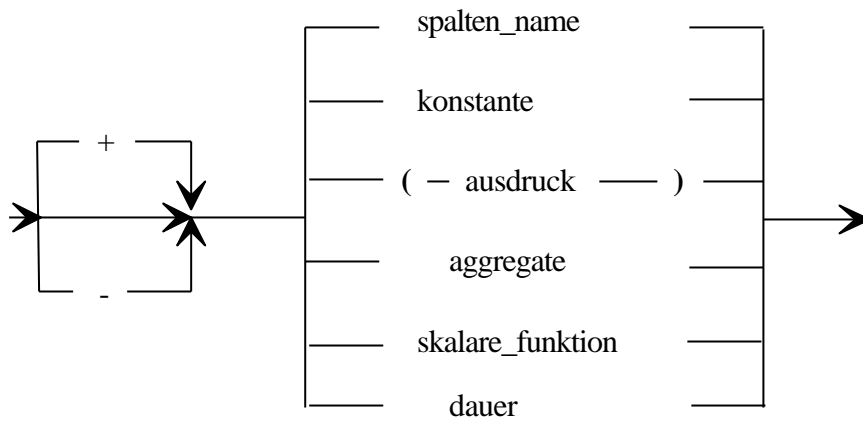 spalten_name
konstante
+
( ausdruck )
aggregate
-
skalare_funktion
dauer